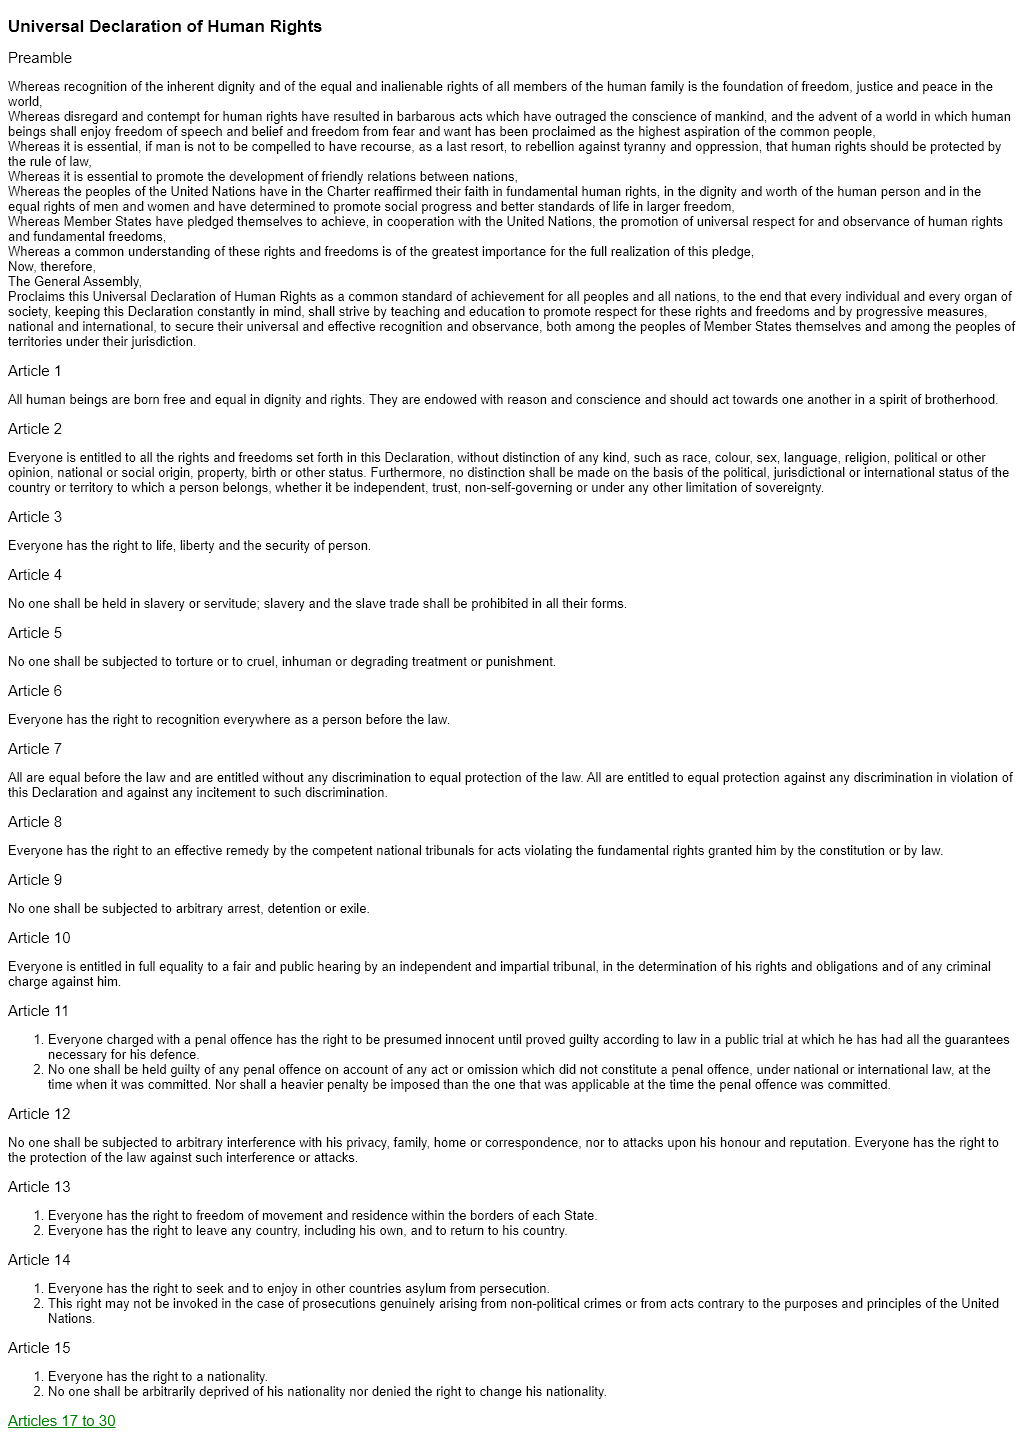 Universal Declaration of Human Rights
Preamble
Whereas recognition of the inherent dignity and of the equal and inalienable rights of all members of the human family is the foundation of freedom, justice and peace in the
world,
Whereas disregard and contempt for human rights have resulted in barbarous acts which have outraged the conscience of mankind, and the advent of a world in which human
beings shall enjoy freedom of speech and belief and freedom from fear and want has been proclaimed as the highest aspiration of the common people,
Whereas it is essential, if man is not to be compelled to have recourse, as a last resort, to rebellion against tyranny and oppression, that human rights should be protected by
the rule of law,
Whereas it is essential to promote the development of friendly relations between nations,
Whereas the peoples of the United Nations have in the Charter reaffirmed their faith in fundamental human rights, in the dignity and worth of the human person and in the
equal rights of men and women and have determined to promote social progress and better standards of life in larger freedom,
Whereas Member States have pledged themselves to achieve, in cooperation with the United Nations, the promotion of universal respect for and observance of human rights
and fundamental freedoms,
Whereas a common understanding of these rights and freedoms is of the greatest importance for the full realization of this pledge,
Now, therefore,
The General Assembly,
Proclaims this Universal Declaration of Human Rights as a common standard of achievement for all peoples and all nations, to the end that every individual and every organ of
society, keeping this Declaration constantly in mind, shall strive by teaching and education to promote respect for these rights and freedoms and by progressive measures,
national and international, to secure their universal and effective recognition and observance, both among the peoples of Member States themselves and among the peoples of
territories under their jurisdiction.
Article 1
All human beings are born free and equal in dignity and rights. They are endowed with reason and conscience and should act towards one another in a spirit of brotherhood.
Article 2
Everyone is entitled to all the rights and freedoms set forth in this Declaration, without distinction of any kind, such as race, colour, sex, language, religion, political or other
opinion, national or social origin, property, birth or other status. Furthermore, no distinction shall be made on the basis of the political, jurisdictional or international status of the
country or territory to which a person belongs, whether it be independent, trust, non-self-governing or under any other limitation of sovereignty.
Article 3
Everyone has the right to life, liberty and the security of person.
Article 4
No one shall be held in slavery or servitude; slavery and the slave trade shall be prohibited in all their forms.
Article 5
No one shall be subjected to torture or to cruel, inhuman or degrading treatment or punishment.
Article 6
Everyone has the right to recognition everywhere as a person before the law.
Article 7
All are equal before the law and are entitled without any discrimination to equal protection of the law. All are entitled to equal protection against any discrimination in violation of
this Declaration and against any incitement to such discrimination.
Article 8
Everyone has the right to an effective remedy by the competent national tribunals for acts violating the fundamental rights granted him by the constitution or by law.
Article 9
No one shall be subjected to arbitrary arrest, detention or exile.
Article 10
Everyone is entitled in full equality to a fair and public hearing by an independent and impartial tribunal, in the determination of his rights and obligations and of any criminal
charge against him.
Article 11
1. Everyone charged with a penal offence has the right to be presumed innocent until proved guilty according to law in a public trial at which he has had all the guarantees
necessary for his defence.
2. No one shall be held guilty of any penal offence on account of any act or omission which did not constitute a penal offence, under national or international law, at the
time when it was committed. Nor shall a heavier penalty be imposed than the one that was applicable at the time the penal offence was committed.
Article 12
No one shall be subjected to arbitrary interference with his privacy, family, home or correspondence, nor to attacks upon his honour and reputation. Everyone has the right to
the protection of the law against such interference or attacks.
Article 13
1. Everyone has the right to freedom of movement and residence within the borders of each State.
2. Everyone has the right to leave any country, including his own, and to return to his country.
Article 14
1. Everyone has the right to seek and to enjoy in other countries asylum from persecution.
2. This right may not be invoked in the case of prosecutions genuinely arising from non-political crimes or from acts contrary to the purposes and principles of the United
Nations.
Article 15
1. Everyone has the right to a nationality.
2. No one shall be arbitrarily deprived of his nationality nor denied the right to change his nationality.
Articles 17 to 30